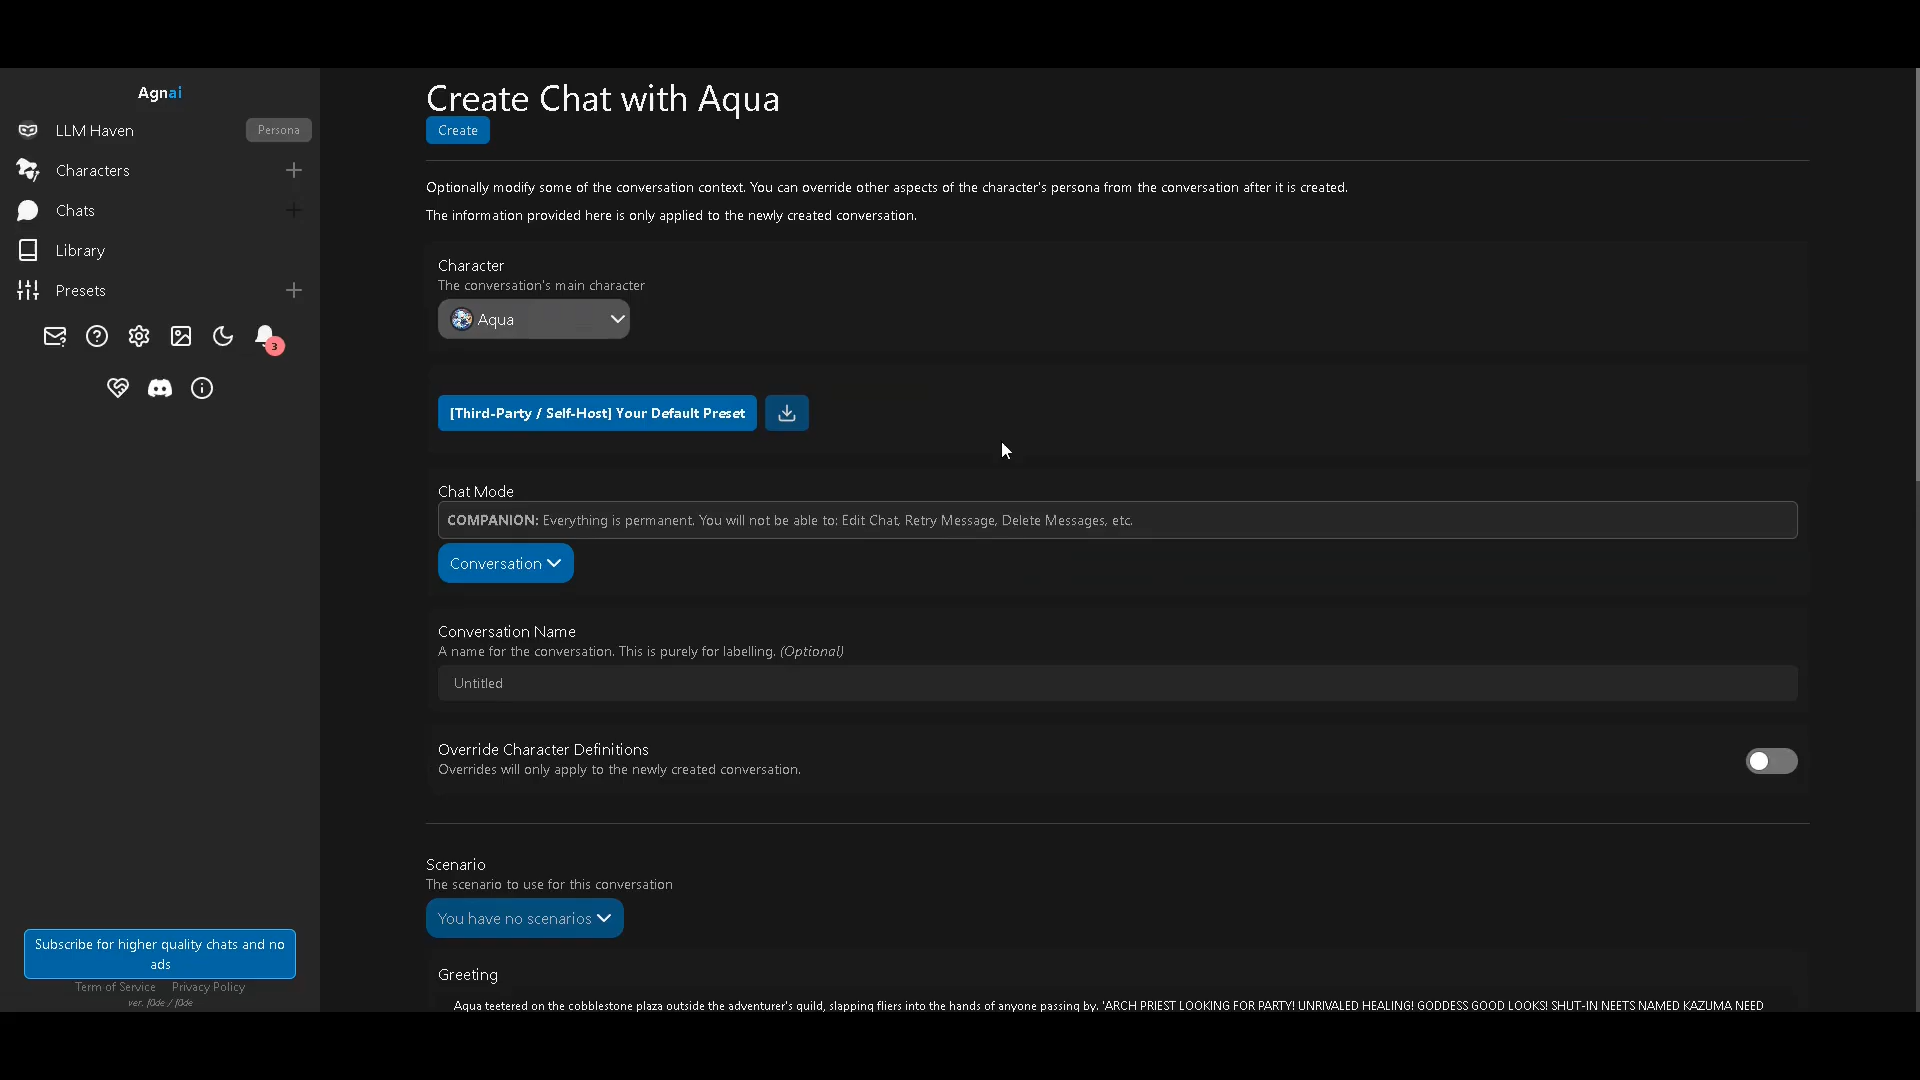 Agnai
LLM Haven
Persona
Characters
Chats
Library
Presets
3
Subscribe for higher quality chats and no
ads
Term of Service Privacy Policy
ver. f0de / f0de
Create Chat with Aqua
Create
Optionally modify some of the conversation context. You can override other aspects of the character's persona from the conversation after it is created.
The information provided here is only applied to the newly created conversation.
Character
The conversation's main character
Aqua
[Third-Party / Self-Host] Your Default Preset
Chat Mode
COMPANION: Everything is permanent. You will not be able to: Edit Chat, Retry Message, Delete Messages, etc.
Conversation
Conversation Name
A name for the conversation. This is purely for labelling. (Optional)
Untitled
Override Character Definitions
Overrides will only apply to the newly created conversation.
Scenario
The scenario to use for this conversation
You have no scenarios
Greeting
Aqua teetered on the cobblestone plaza outside the adventurer's guild, slapping fliers into the hands of anyone passing by. 'ARCH PRIEST LOOKING FOR PARTY! UNRIVALED HEALING! GODDESS GOOD LOOKS! SHUT-IN NEETS NAMED KAZUMA NEED